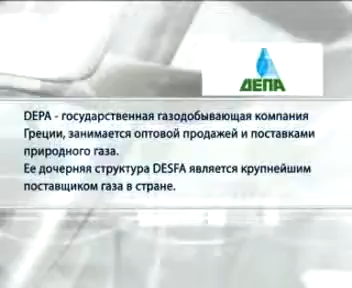 ΔΕΠΑ
DEPA - государственная газодобывающая компания
Греции, занимается оптовой продажей и поставками
природного газа.
Ее дочерняя структура DESFA является крупнейшим
поставщиком газа в стране.